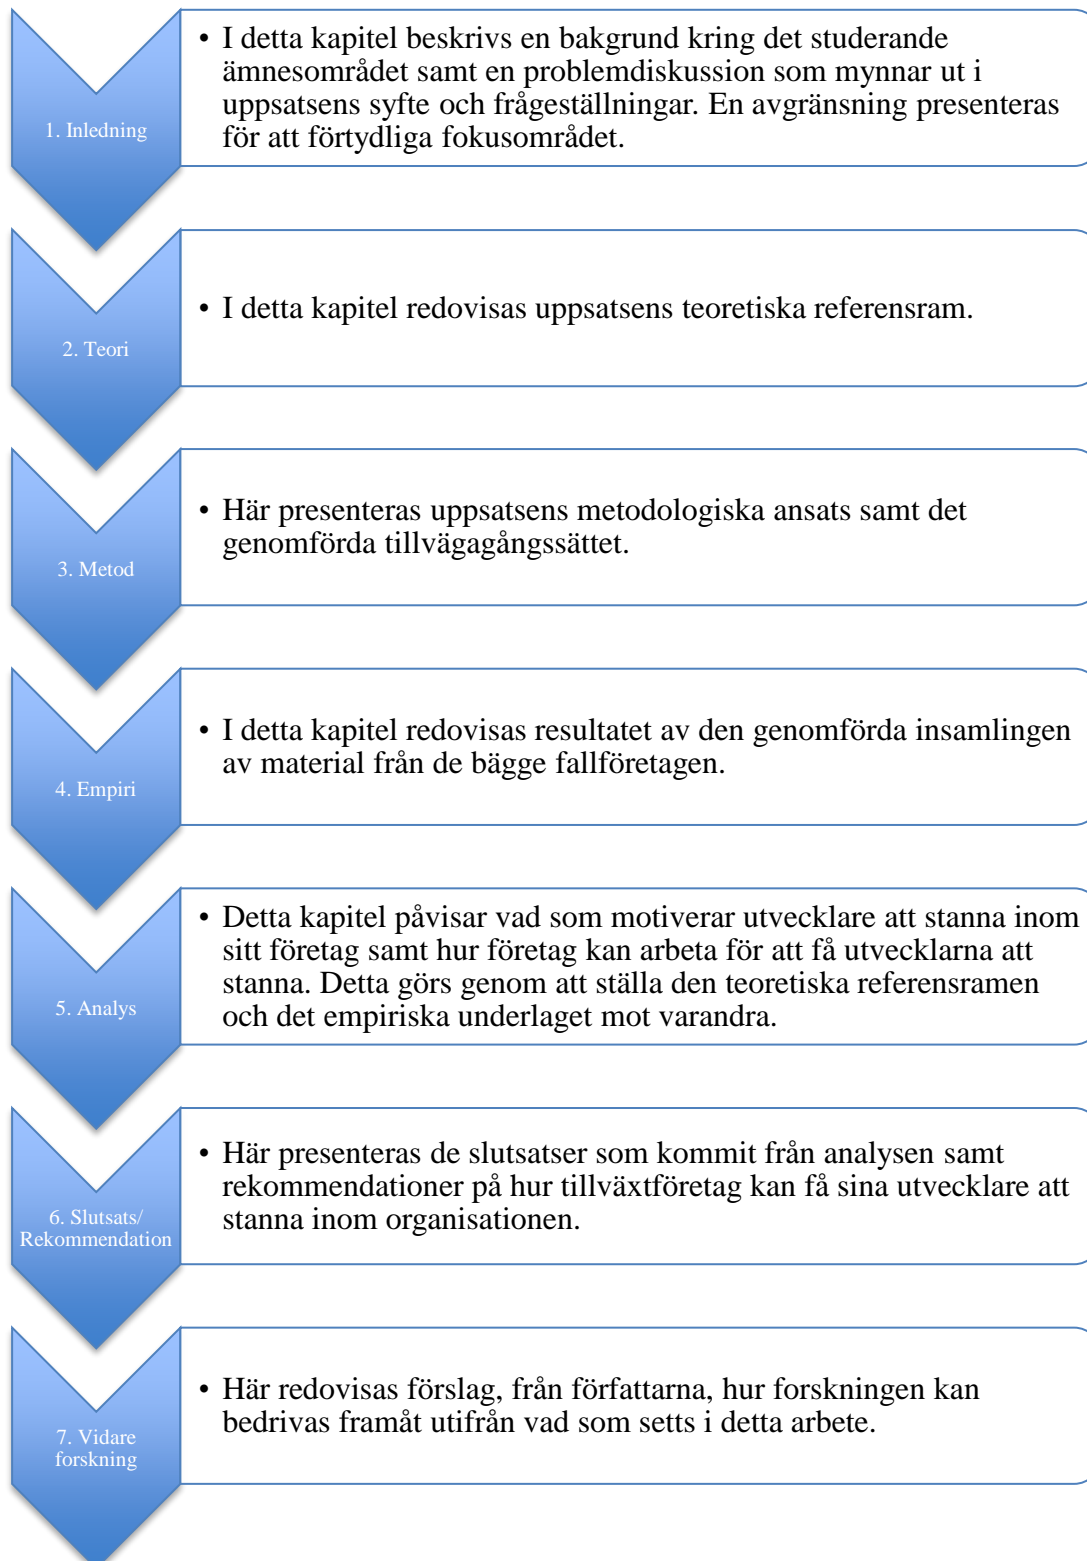 1. Inledning
• I detta kapitel beskrivs en bakgrund kring det studerande
ämnesområdet samt en problemdiskussion som mynnar ut i
uppsatsens syfte och frågeställningar. En avgränsning presenteras
för att förtydliga fokusområdet.
2. Teori
• I detta kapitel redovisas uppsatsens teoretiska referensram.
3. Metod
• Här presenteras uppsatsens metodologiska ansats samt det
genomförda tillvägagångssättet.
4. Empiri
• I detta kapitel redovisas resultatet av den genomförda insamlingen
av material från de bägge fallföretagen.
5. Analys
• Detta kapitel påvisar vad som motiverar utvecklare att stanna inom
sitt företag samt hur företag kan arbeta för att få utvecklarna att
stanna. Detta görs genom att ställa den teoretiska referensramen
och det empiriska underlaget mot varandra.
6. Slutsats/
Rekommendation
• Här presenteras de slutsatser som kommit från analysen samt
rekommendationer på hur tillväxtföretag kan få sina utvecklare att
stanna inom organisationen.
7. Vidare
forskning
• Här redovisas förslag, från författarna, hur forskningen kan
bedrivas framåt utifrån vad som setts i detta arbete.